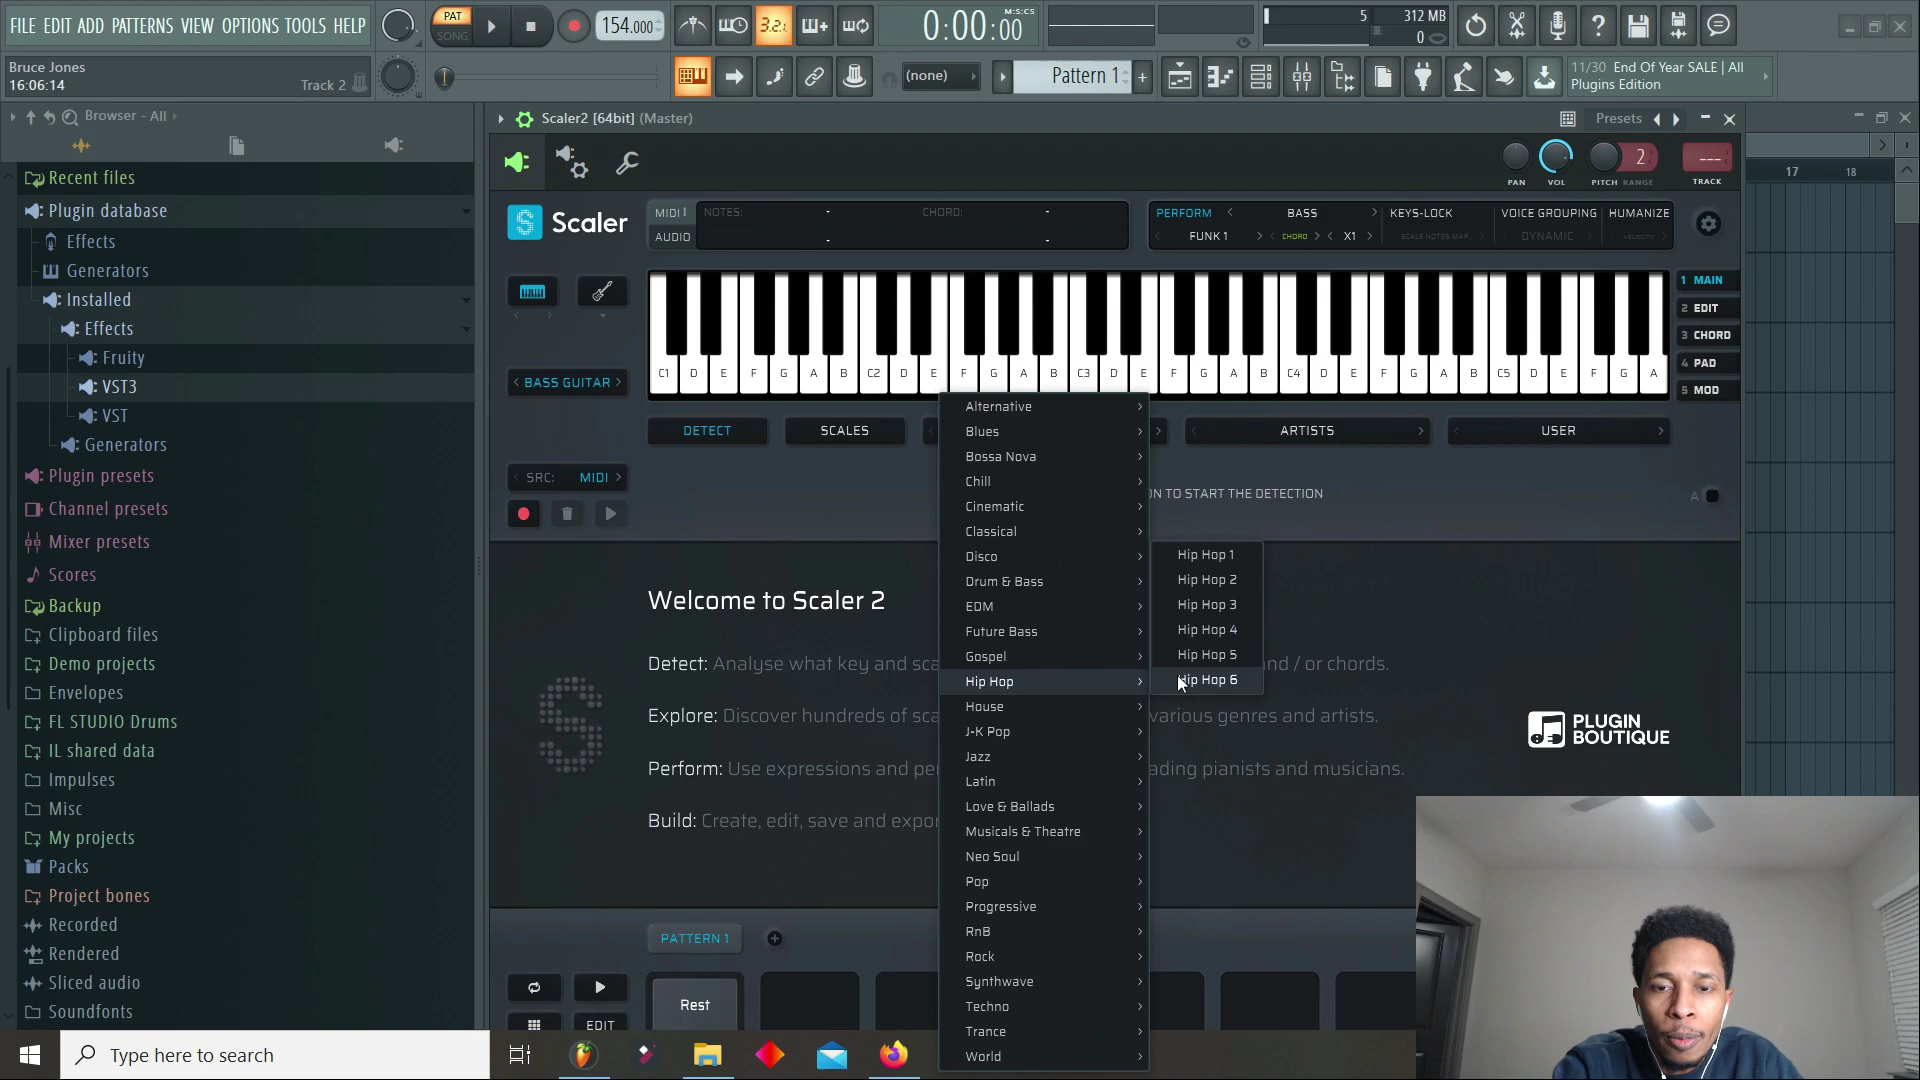 FILE EDIT ADD PATTERNS VIEW OPTIONS TOOLS HELP
PAT
SONG
154.000
3.2.
M:S:CS
0:00:00
5
312 MB
0
Bruce Jones
16:06:14
Track 2
(none)
Pattern 1
+
11/30 End Of Year SALE | All
Plugins Edition
Browser - All
Recent files
Plugin database
Effects
Generators
Installed
Effects
Fruity
VST3
VST
Generators
Plugin presets
Channel presets
Mixer presets
Scores
Backup
Clipboard files
Demo projects
Envelopes
FL STUDIO Drums
IL shared data
Impulses
Misc
My projects
Packs
Project bones
Recorded
Rendered
Sliced audio
Soundfonts
Scaler2 [64bit] (Master)
Presets
PAN
VOL
PITCH RANGE
2
---
TRACK
17
18
Scaler
MIDI
AUDIO
NOTES:
-
CHORD:
-
-
-
PERFORM
BASS
KEYS-LOCK
VOICE GROUPING
HUMANIZE
FUNK 1
CHORD
X1
SCALE NOTES MAP
DYNAMIC
VELOCITY
C1 D E F G A B C2 D E F G A B C3 D E F G A B C4 D E F G A B C5 D E F G A
1 MAIN
2 EDIT
3 CHORD
4 PAD
5 MOD
BASS GUITAR
DETECT
SCALES
ARTISTS
USER
SRC: MIDI
ON TO START THE DETECTION
A
Alternative
Blues
Bossa Nova
Chill
Cinematic
Classical
Disco
Drum & Bass
EDM
Future Bass
Gospel
Hip Hop
House
J-K Pop
Jazz
Latin
Love & Ballads
Musicals & Theatre
Neo Soul
Pop
Progressive
RnB
Rock
Synthwave
Techno
Trance
World
Hip Hop 1
Hip Hop 2
Hip Hop 3
Hip Hop 4
Hip Hop 5
Hip Hop 6
Welcome to Scaler 2
Detect: Analyse what key and sca
nd / or chords.
Explore: Discover hundreds of sca
various genres and artists.
Perform: Use expressions and pe
ading pianists and musicians.
Build: Create, edit, save and expor
PLUGIN
BOUTIQUE
PATTERN 1
Rest
EDIT
Type here to search